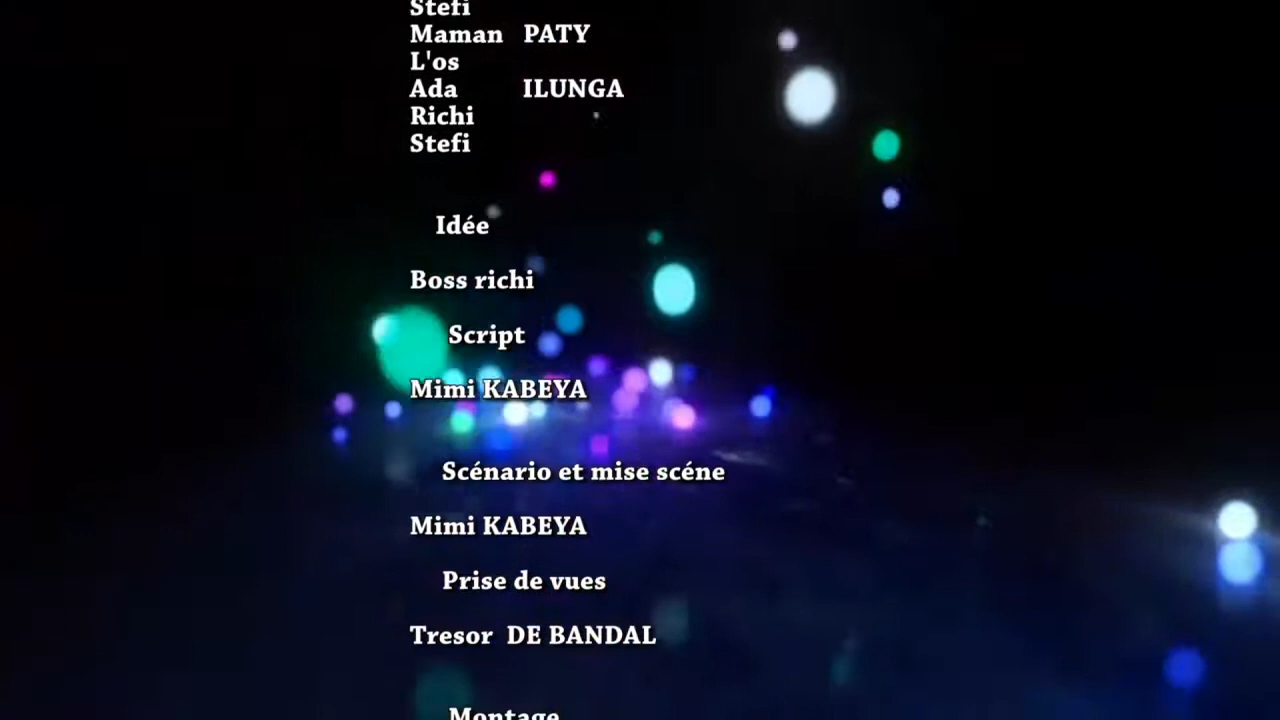 Stefi
Maman PATY
L'os
Ada ILUNGA
Richi
Stefi
Idée
Boss richi
Script
Mimi KABEYA
Scénario et mise scéne
Mimi KABEYA
Prise de vues
Tresor DE BANDAL
Montage